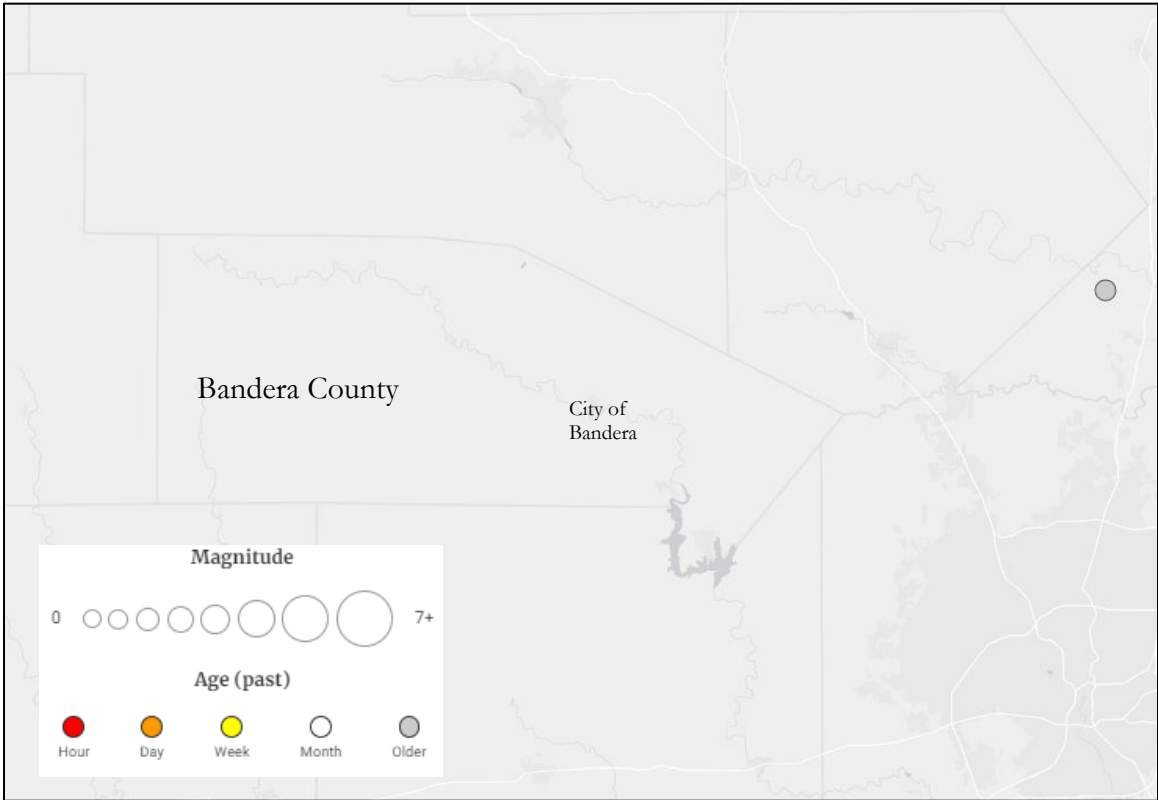 Bandera County
City of
Bandera
Magnitude
0 7+
Age (past)
Hour Day Week Month Older